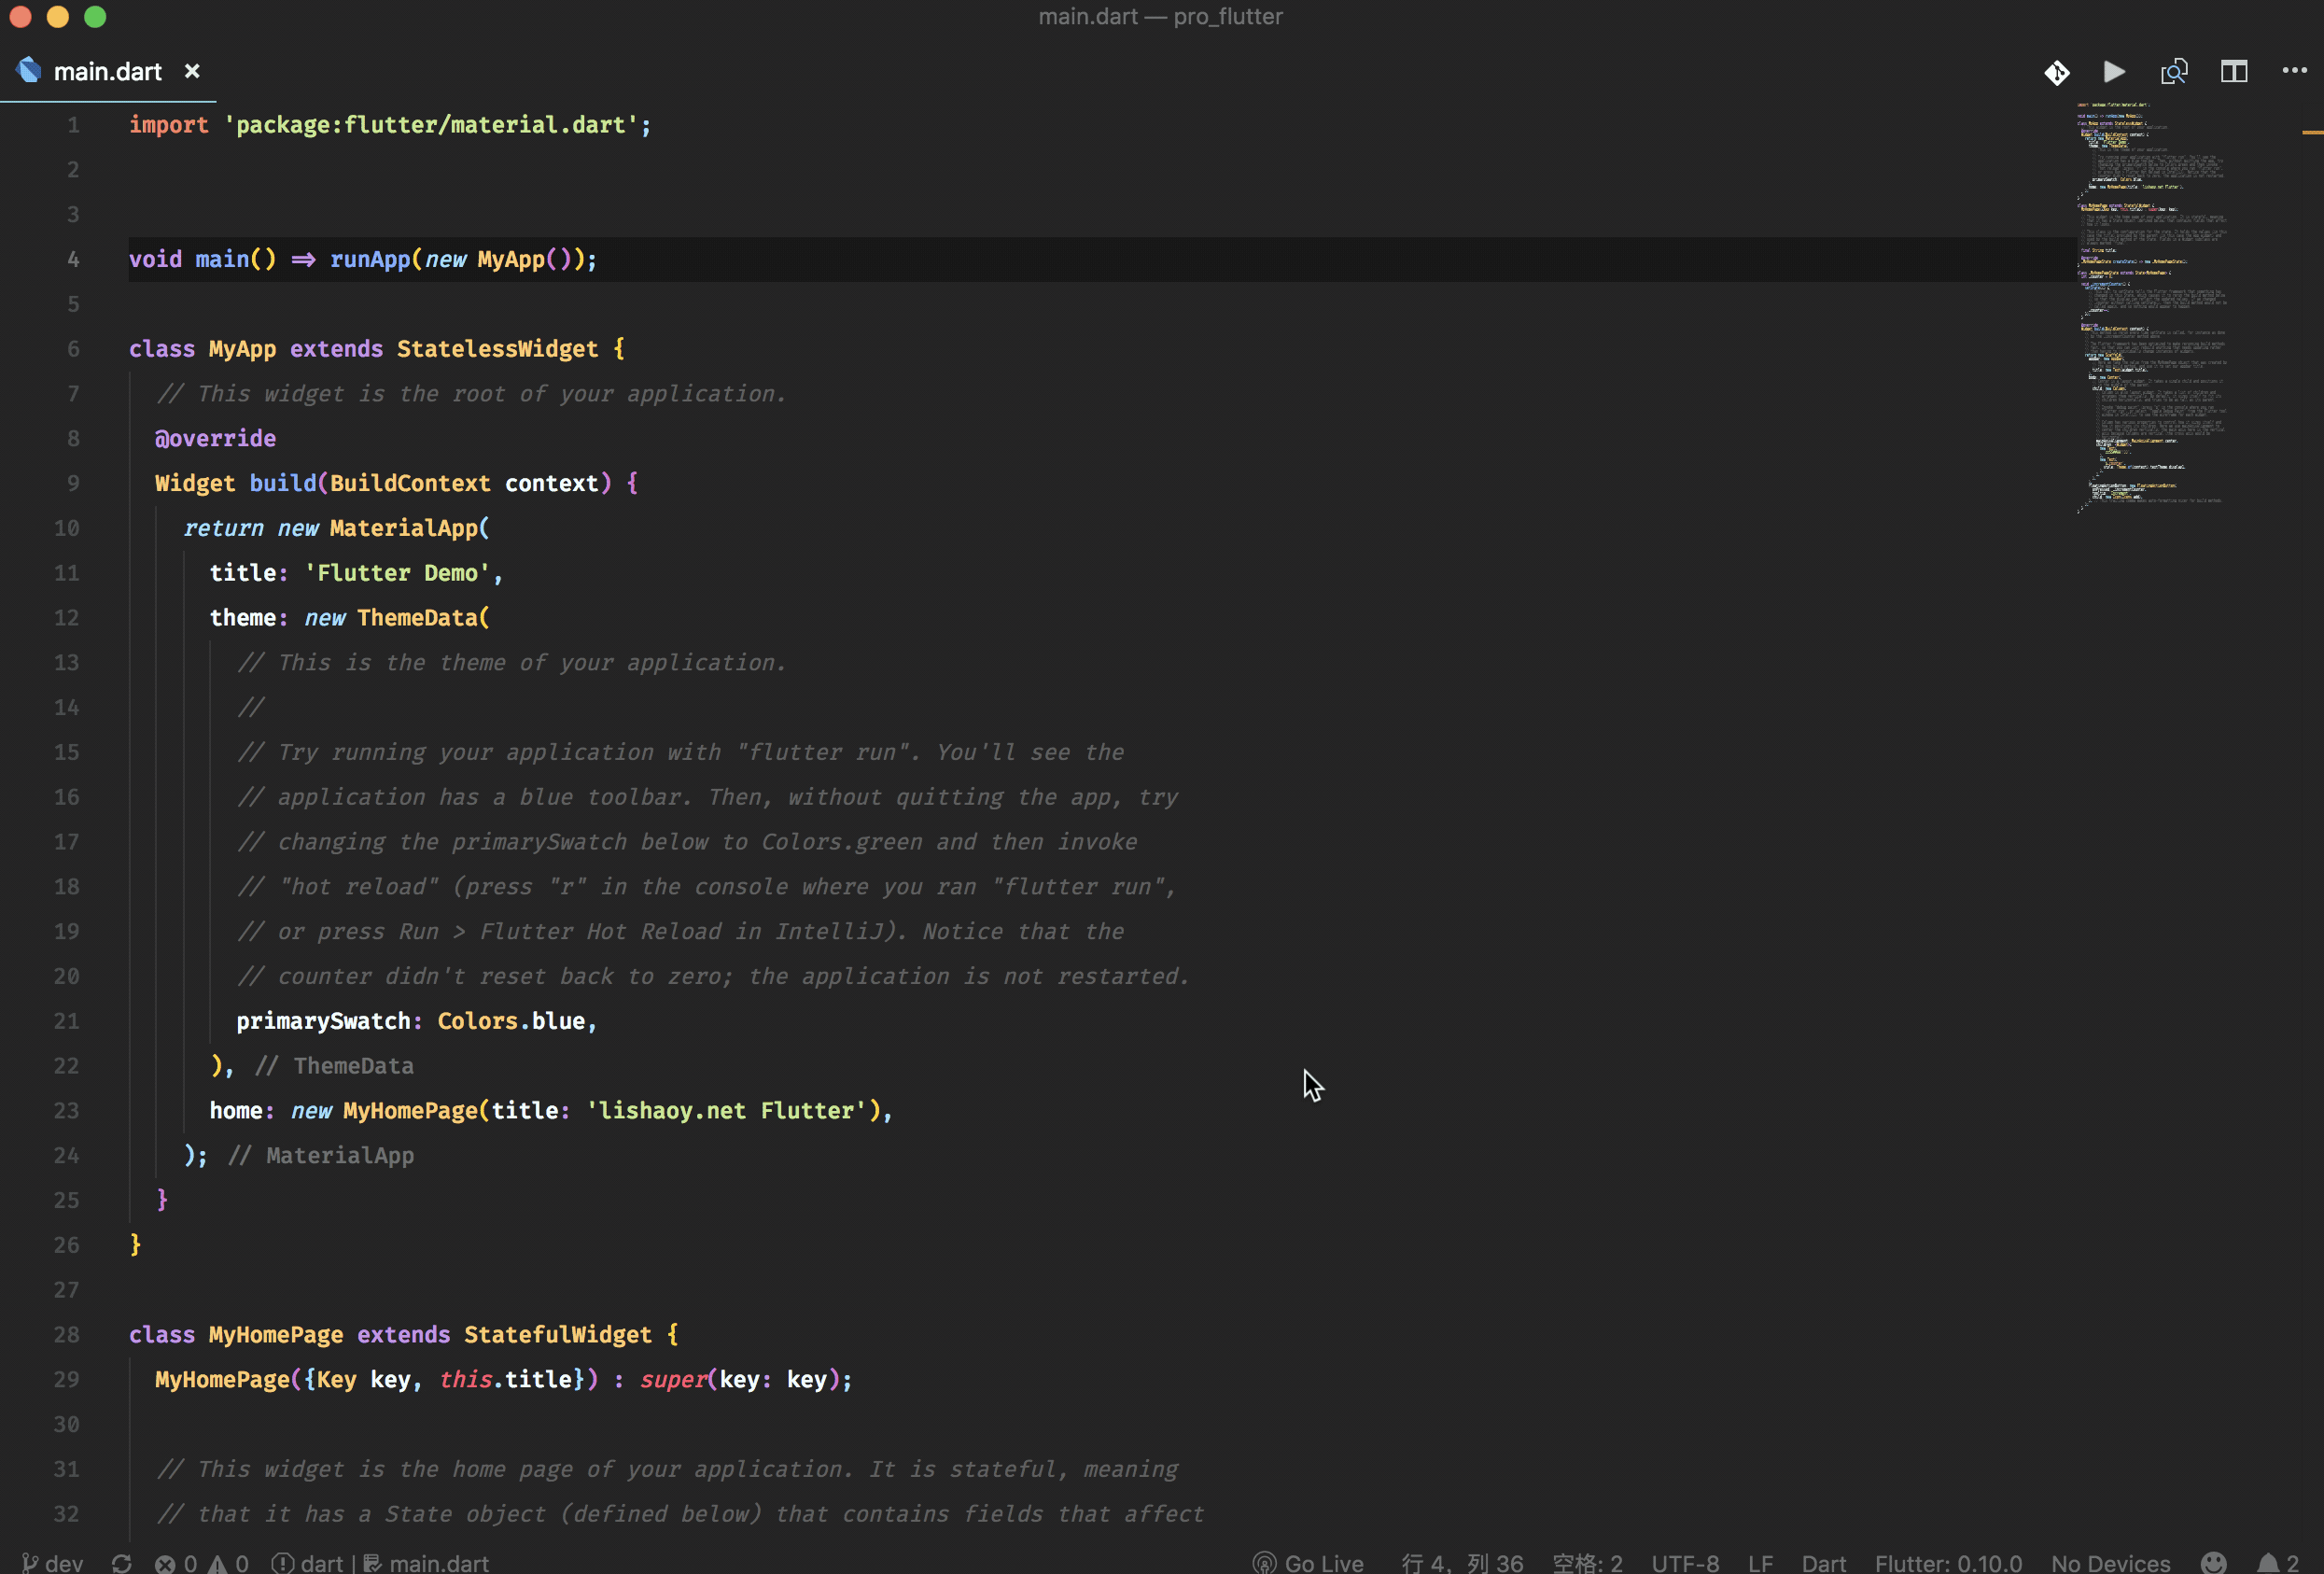 main.dart — pro_flutter
main.dart ×
1 import 'package:flutter/material.dart';
2
3
4 void main() => runApp(new MyApp());
5
6 class MyApp extends StatelessWidget {
7 // This widget is the root of your application.
8 @override
9 Widget build(BuildContext context) {
10 return new MaterialApp(
11 title: 'Flutter Demo',
12 theme: new ThemeData(
13 // This is the theme of your application.
14 //
15 // Try running your application with "flutter run". You'll see the
16 // application has a blue toolbar. Then, without quitting the app, try
17 // changing the primarySwatch below to Colors.green and then invoke
18 // "hot reload" (press "r" in the console where you ran "flutter run",
19 // or press Run > Flutter Hot Reload in IntelliJ). Notice that the
20 // counter didn't reset back to zero; the application is not restarted.
21 primarySwatch: Colors.blue,
22 ), // ThemeData
23 home: new MyHomePage(title: 'lishaoy.net Flutter'),
24 ); // MaterialApp
25 }
26 }
27
28 class MyHomePage extends StatefulWidget {
29 MyHomePage({Key key, this.title}) : super(key: key);
30
31 // This widget is the home page of your application. It is stateful, meaning
32 // that it has a State object (defined below) that contains fields that affect
dev 0 0 dart | main.dart Go Live 行 4，列 36 空格: 2 UTF-8 LF Dart Flutter: 0.10.0 No Devices 2